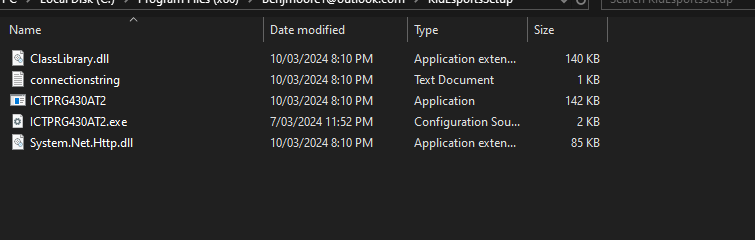 PC > Local Disk (C:) > Program Files (x86) > Benjmoore1@outlook.com > KidEsportsSetup
Search KidEsportsSetup
Name Date modified Type Size
ClassLibrary.dll 10/03/2024 8:10 PM Application exten... 140 KB
connectionstring 10/03/2024 8:10 PM Text Document 1 KB
ICTPRG430AT2 10/03/2024 8:10 PM Application 142 KB
ICTPRG430AT2.exe 7/03/2024 11:52 PM Configuration Sou... 2 KB
System.Net.Http.dll 10/03/2024 8:10 PM Application exten... 85 KB